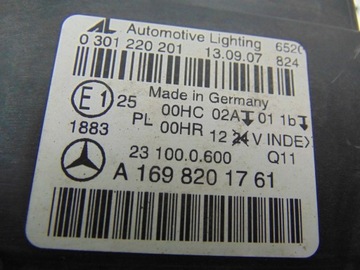 AL Automotive Lighting 652
0 301 220 201 13.09.07 824
Made in Germany
E1 25 00HC 02A 01 1b
PL 00HR 12 24 V INDEX
1883
23 100.0.600 Q11
A 169 820 17 61